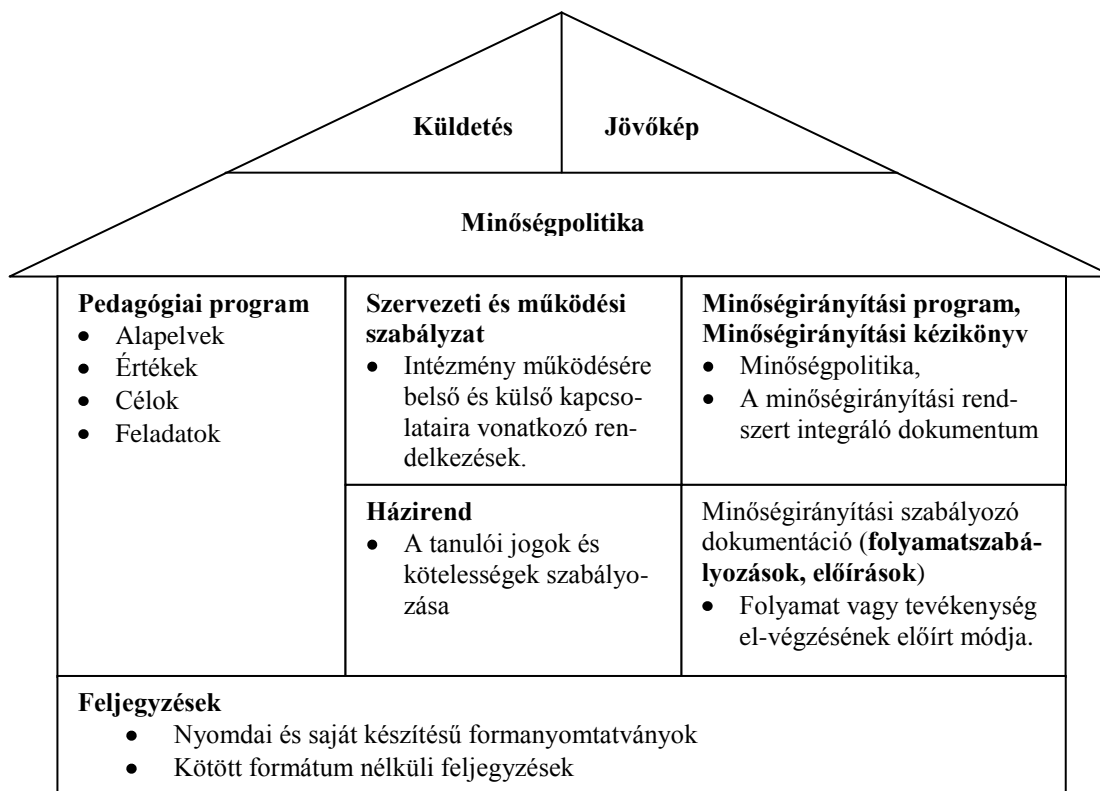 Küldetés
Jövőkép
Minőségpolitika
Pedagógiai program
• Alapelvek
• Értékek
• Célok
• Feladatok
Szervezeti és működési
szabályzat
• Intézmény működésére
belső és külső kapcso-
lataira vonatkozó ren-
delkezések.
Minőségirányítási program,
Minőségirányítási kézikönyv
• Minőségpolitika,
• A minőségirányítási rend-
szert integráló dokumentum
Házirend
• A tanulói jogok és
kötelességek szabályo-
zása
Minőségirányítási szabályozó
dokumentáció (folyamatszabá-
lyozások, előírások)
• Folyamat vagy tevékenység
el-végzésének előírt módja.
Feljegyzések
• Nyomdai és saját készítésű formanyomtatványok
• Kötött formátum nélküli feljegyzések